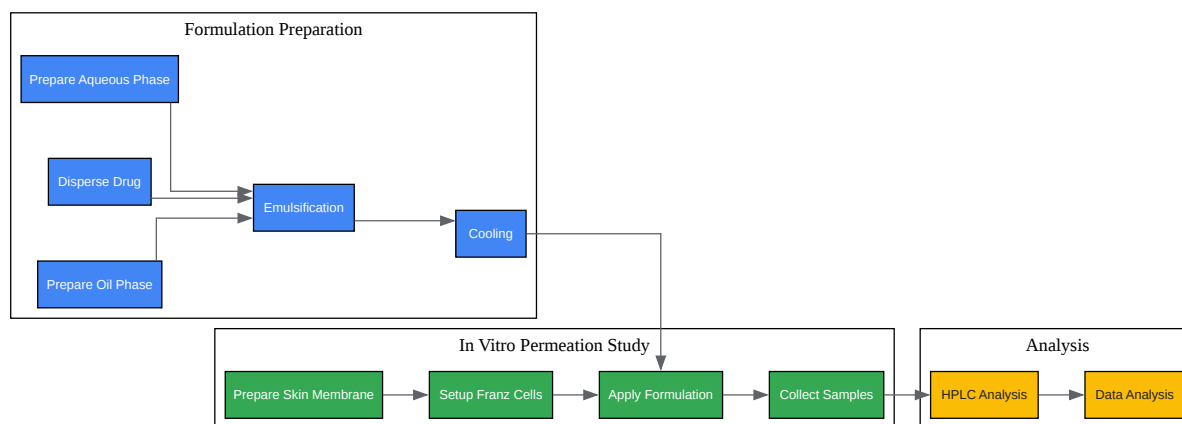 Formulation Preparation
Prepare Aqueous Phase
Disperse Drug
Emulsification
Cooling
Prepare Oil Phase
In Vitro Permeation Study
Analysis
Prepare Skin Membrane
Setup Franz Cells
Apply Formulation
Collect Samples
HPLC Analysis
Data Analysis